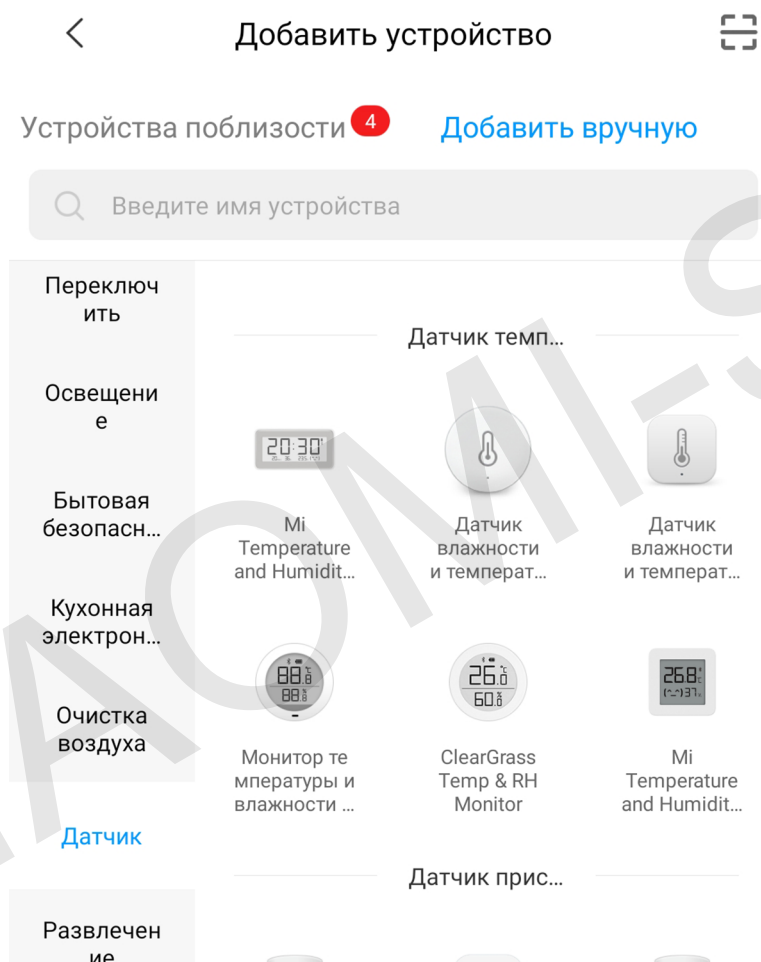 Добавить устройство
Устройства поблизости 4
Добавить вручную
Введите имя устройства
Переключ
ить
Освещени
е
Бытовая
безопасн...
Кухонная
электрон...
Очистка
воздуха
Датчик
Развлечен
ие
Датчик темп...
20:30
Mi
Temperature
and Humidit...
Датчик
влажности
и температ...
Датчик
влажности
и температ...
88.8
88.8
Монитор те
мпературы и
влажности ...
26.0
60.8
ClearGrass
Temp & RH
Monitor
26.8
(^_^) 37%
Mi
Temperature
and Humidit...
Датчик прис...
AOMI-S